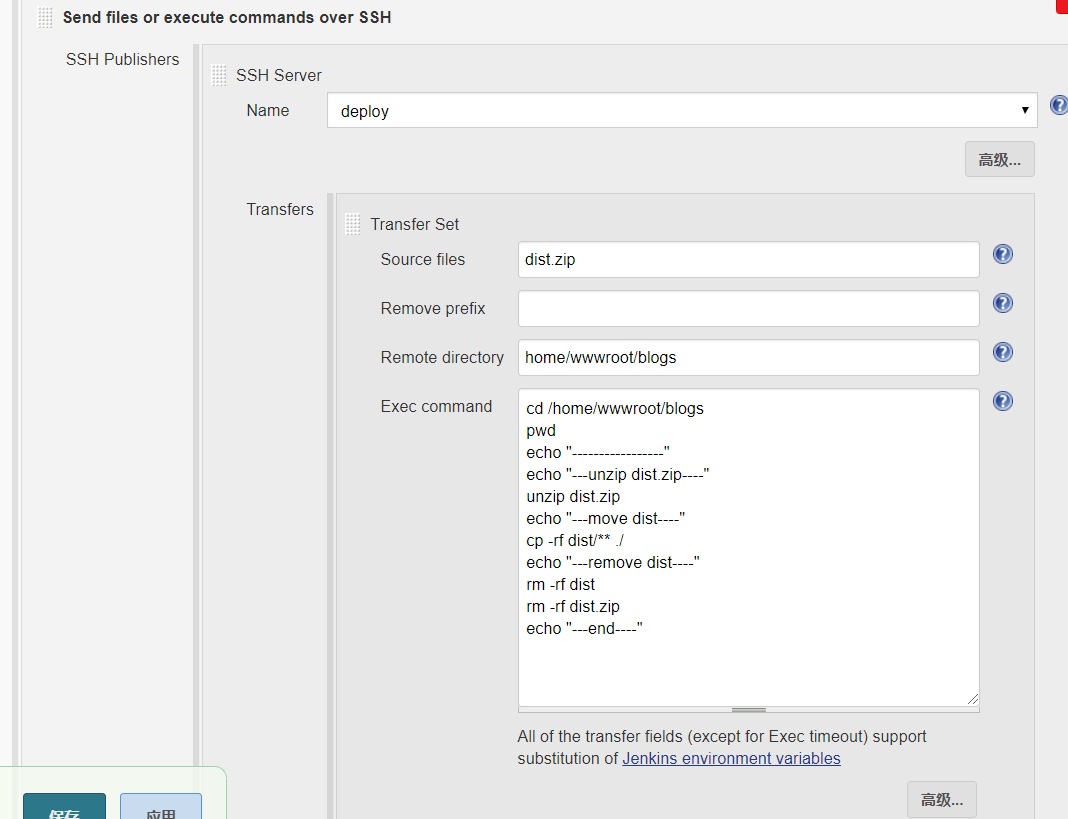 Send files or execute commands over SSH
SSH Publishers
SSH Server
Name
deploy
高级...
Transfers
Transfer Set
Source files
dist.zip
Remove prefix
Remote directory
home/wwwroot/blogs
Exec command
cd /home/wwwroot/blogs
pwd
echo "-----------------"
echo "---unzip dist.zip----"
unzip dist.zip
echo "---move dist----"
cp -rf dist/** ./
echo "---remove dist----"
rm -rf dist
rm -rf dist.zip
echo "---end----"
All of the transfer fields (except for Exec timeout) support
substitution of Jenkins environment variables
高级...
保存
应用